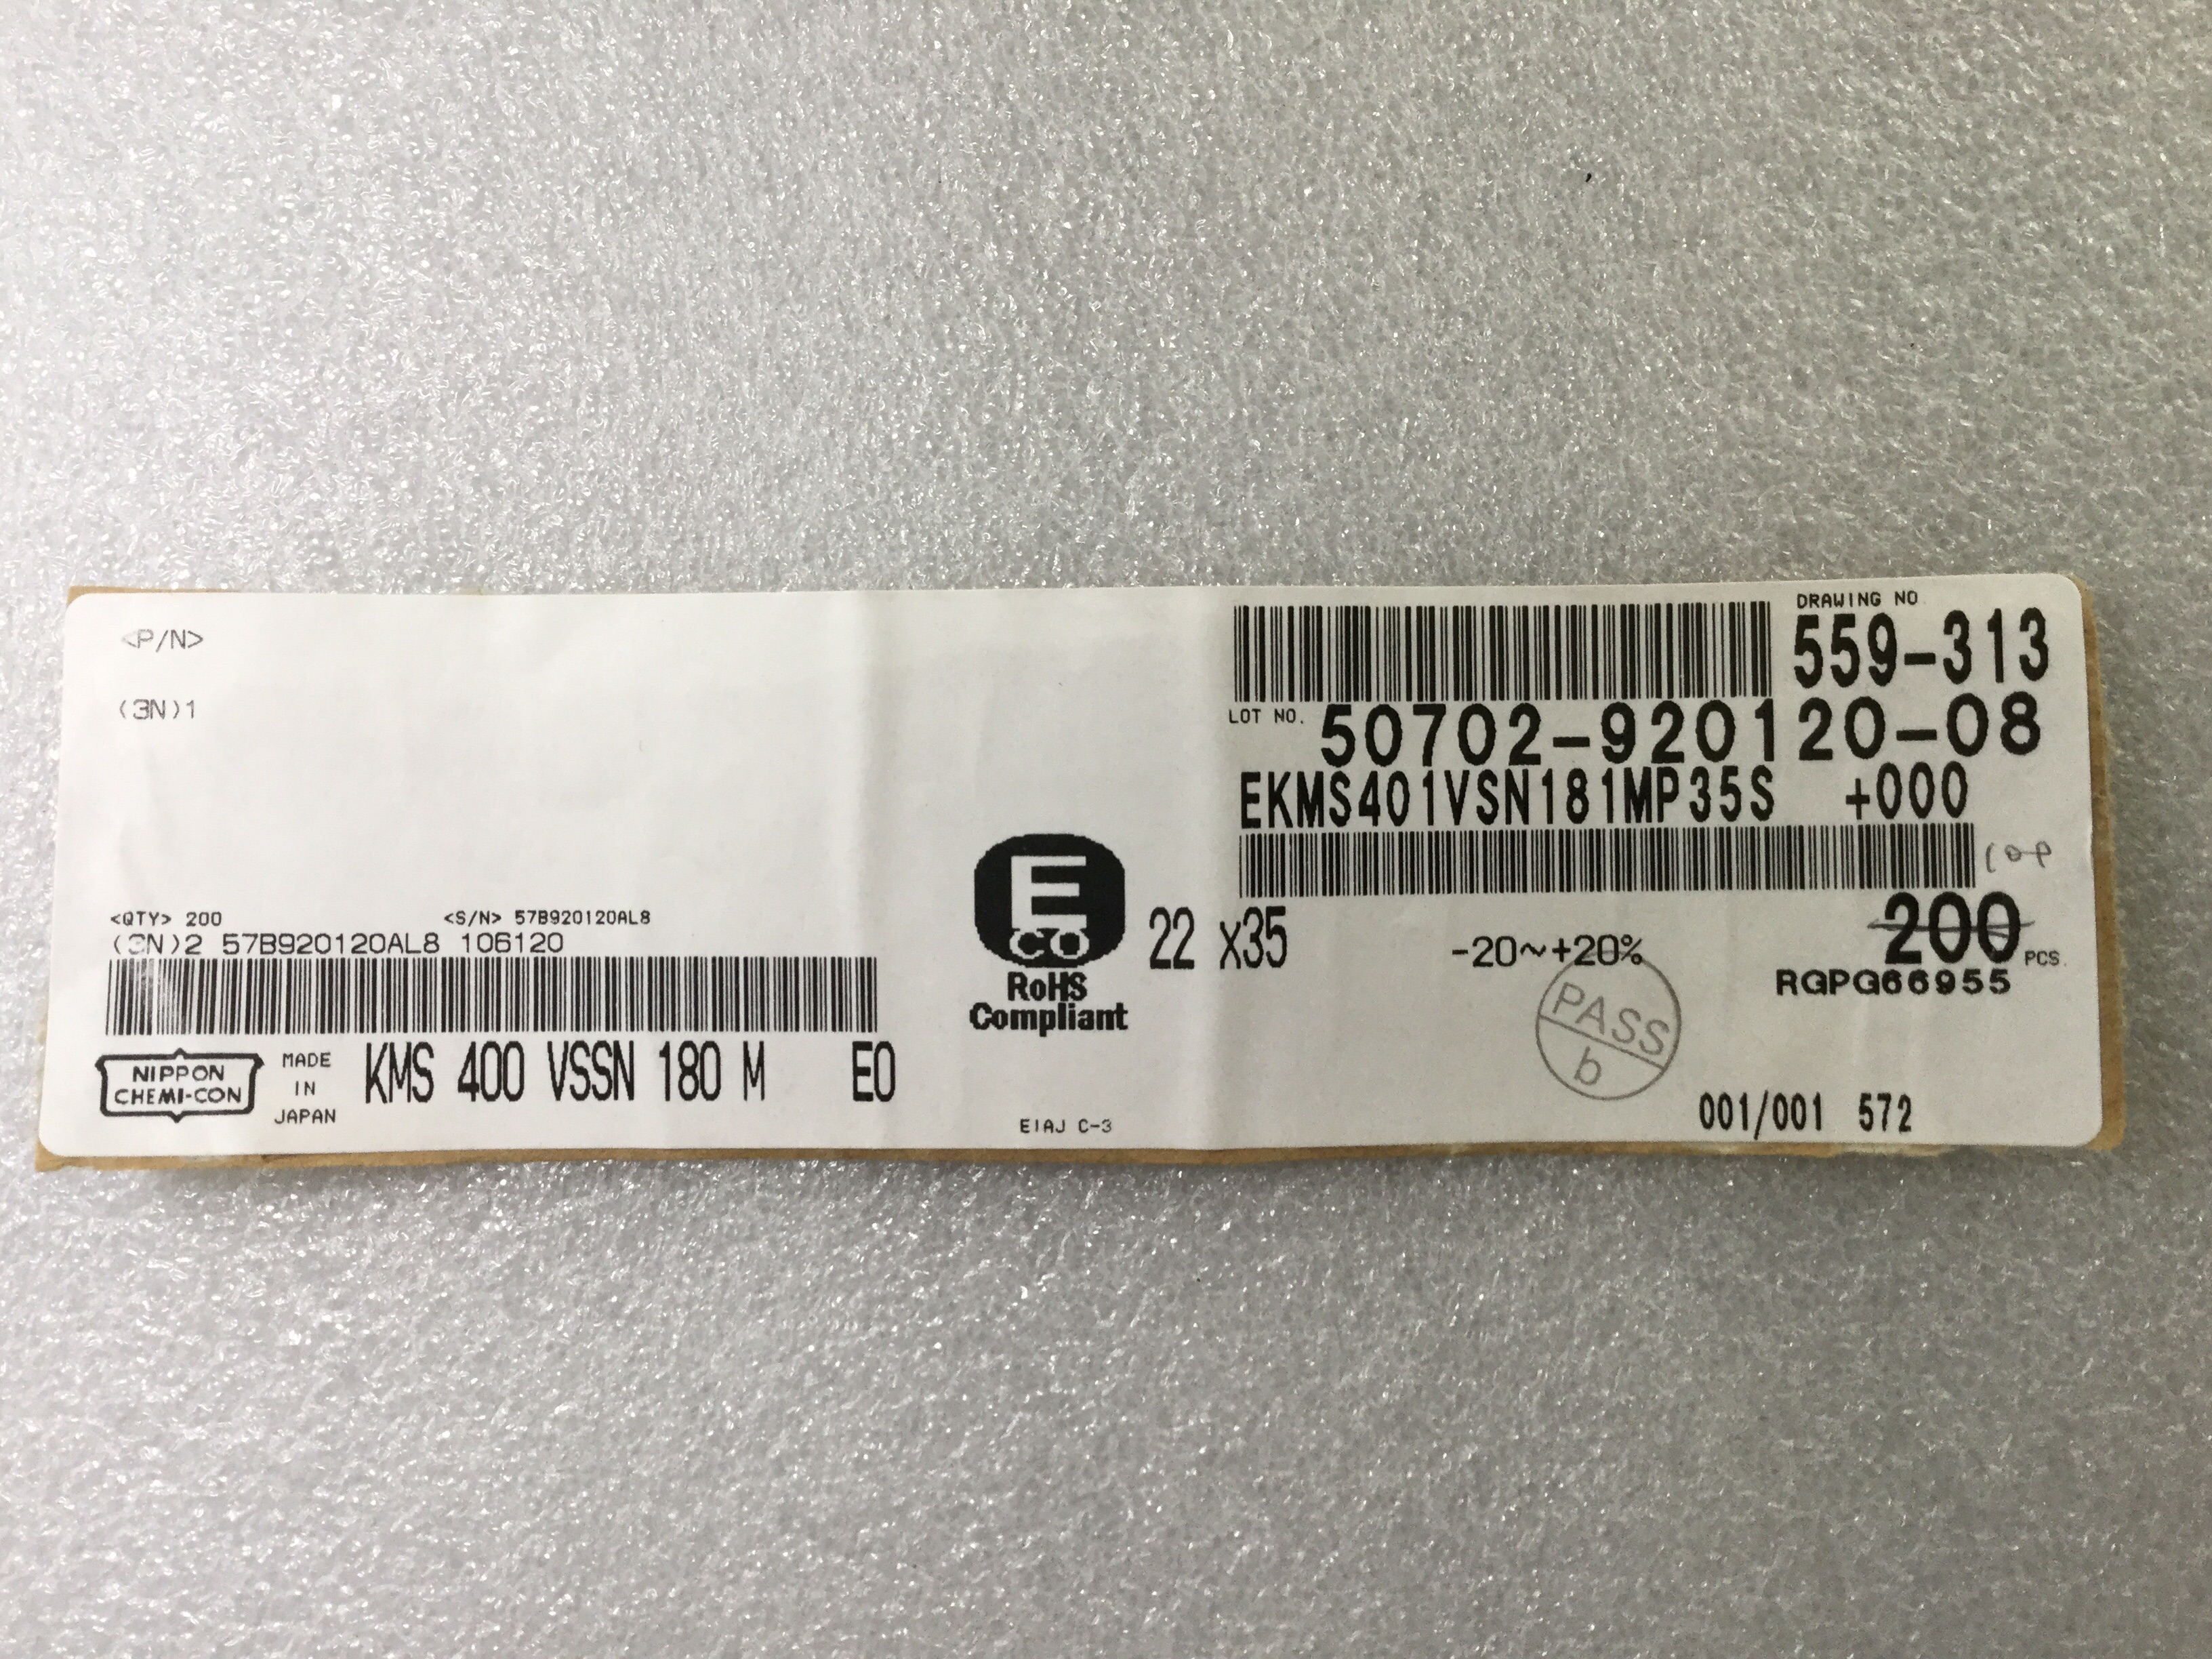 <P/N>
(3N)1
<QTY> 200 <S/N> 57B920120AL8
(3N)2 57B920120AL8 106120
NIPPON
CHEMI-CON
MADE
IN
JAPAN
KMS 400 VSSN 180 M E0
E
CO
RoHS
Compliant
EIAJ C-3
22 x35
DRAWING NO.
559-313
LOT NO. 50702-920120-08
EKMS401VSN181MP35S +000
-20~+20%
200 PCS.
RGPG66955
PASS
b
001/001 572